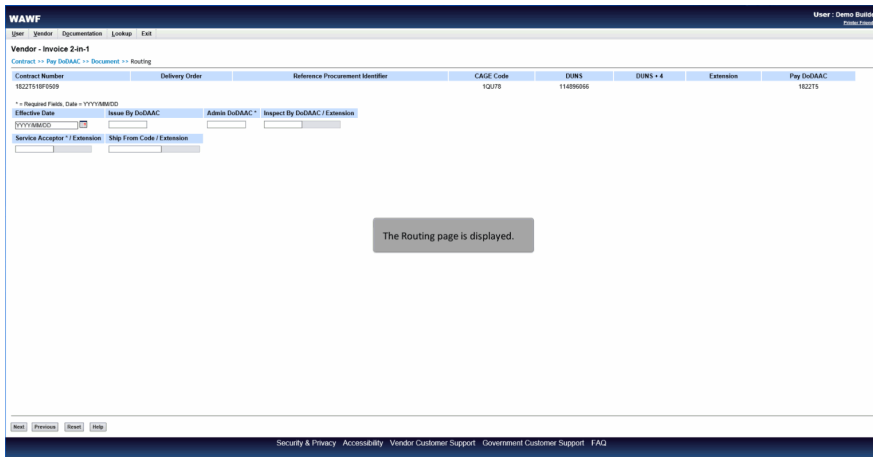 WAWF
User : Demo Builde
Printer Friend
User Vendor Documentation Lookup Exit
Vendor - Invoice 2-in-1
Contract >> Pay DoDAAC >> Document >> Routing
Contract Number Delivery Order Reference Procurement Identifier CAGE Code DUNS DUNS + 4 Extension Pay DoDAAC
1822T518F0509 1QU78 114896066 1822T5
* = Required Fields, Date = YYYY/MM/DD
Effective Date Issue By DoDAAC Admin DoDAAC * Inspect By DoDAAC / Extension
YYYY/MM/DD
Service Acceptor * / Extension Ship From Code / Extension
The Routing page is displayed.
Next Previous Reset Help
Security & Privacy Accessibility Vendor Customer Support Government Customer Support FAQ